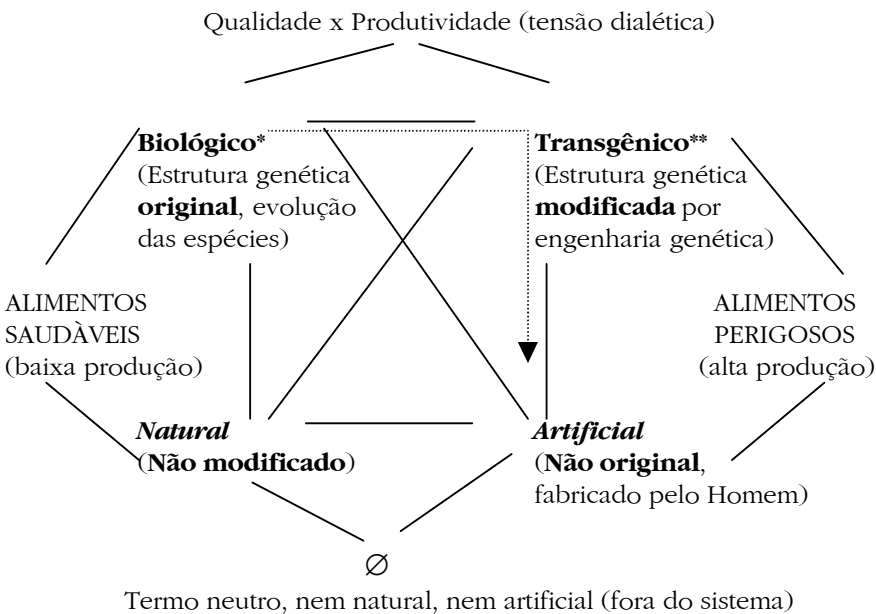 Qualidade x Produtividade (tensão dialética)
Biológico*
(Estrutura genética
original, evolução
das espécies)
Transgênico**
(Estrutura genética
modificada por
engenharia genética)
ALIMENTOS
SAUDÀVEIS
(baixa produção)
ALIMENTOS
PERIGOSOS
(alta produção)
Natural
(Não modificado)
Artificial
(Não original,
fabricado pelo Homem)
∅
Termo neutro, nem natural, nem artificial (fora do sistema)